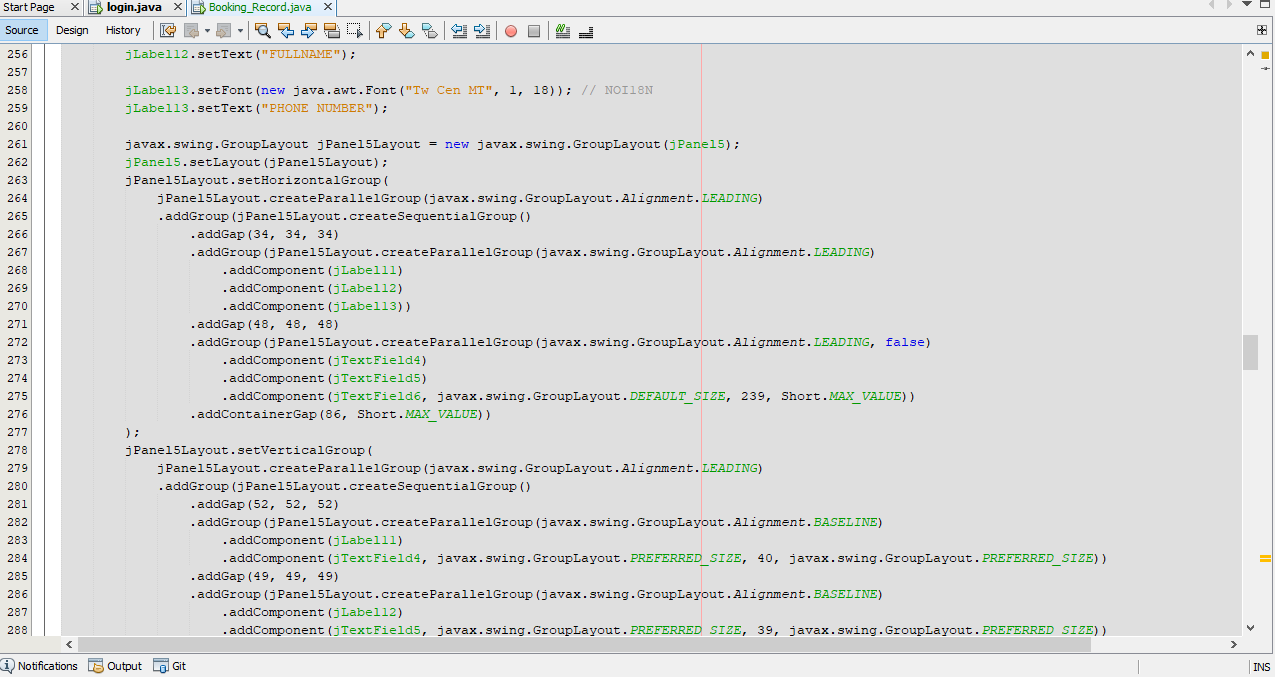 Start Page login.java Booking_Record.java
Source Design History
256 jLabel12.setText("FULLNAME");
257
258 jLabel13.setFont(new java.awt.Font("Tw Cen MT", 1, 18)); // NOI18N
259 jLabel13.setText("PHONE NUMBER");
260
261 javax.swing.GroupLayout jPanel5Layout = new javax.swing.GroupLayout(jPanel5);
262 jPanel5.setLayout(jPanel5Layout);
263 jPanel5Layout.setHorizontalGroup(
264 jPanel5Layout.createParallelGroup(javax.swing.GroupLayout.Alignment.LEADING)
265 .addGroup(jPanel5Layout.createSequentialGroup()
266 .addGap(34, 34, 34)
267 .addGroup(jPanel5Layout.createParallelGroup(javax.swing.GroupLayout.Alignment.LEADING)
268 .addComponent(jLabel11)
269 .addComponent(jLabel12)
270 .addComponent(jLabel13))
271 .addGap(48, 48, 48)
272 .addGroup(jPanel5Layout.createParallelGroup(javax.swing.GroupLayout.Alignment.LEADING, false)
273 .addComponent(jTextField4)
274 .addComponent(jTextField5)
275 .addComponent(jTextField6, javax.swing.GroupLayout.DEFAULT_SIZE, 239, Short.MAX_VALUE))
276 .addContainerGap(86, Short.MAX_VALUE))
277 );
278 jPanel5Layout.setVerticalGroup(
279 jPanel5Layout.createParallelGroup(javax.swing.GroupLayout.Alignment.LEADING)
280 .addGroup(jPanel5Layout.createSequentialGroup()
281 .addGap(52, 52, 52)
282 .addGroup(jPanel5Layout.createParallelGroup(javax.swing.GroupLayout.Alignment.BASELINE)
283 .addComponent(jLabel11)
284 .addComponent(jTextField4, javax.swing.GroupLayout.PREFERRED_SIZE, 40, javax.swing.GroupLayout.PREFERRED_SIZE))
285 .addGap(49, 49, 49)
286 .addGroup(jPanel5Layout.createParallelGroup(javax.swing.GroupLayout.Alignment.BASELINE)
287 .addComponent(jLabel12)
288 .addComponent(jTextField5, javax.swing.GroupLayout.PREFERRED_SIZE, 39, javax.swing.GroupLayout.PREFERRED_SIZE))
Notifications Output Git INS